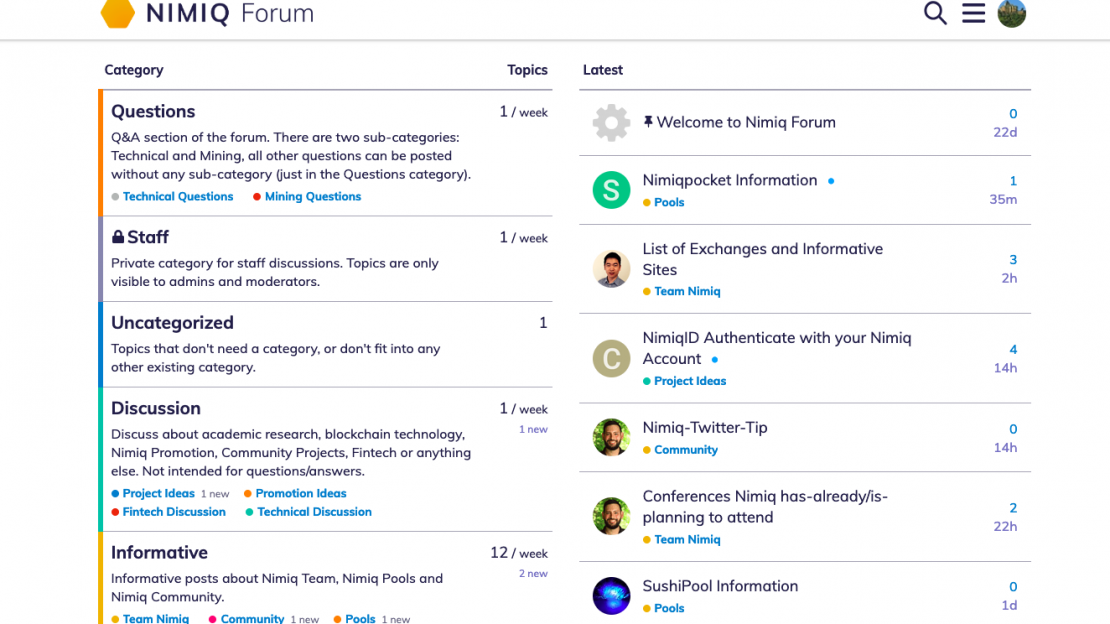 NIMIQ Forum
Category Topics
Questions 1 / week
Q&A section of the forum. There are two sub-categories:
Technical and Mining, all other questions can be posted
without any sub-category (just in the Questions category).
Technical Questions Mining Questions
Staff 1 / week
Private category for staff discussions. Topics are only
visible to admins and moderators.
Uncategorized 1
Topics that don't need a category, or don't fit into any
other existing category.
Discussion 1 / week
1 new
Discuss about academic research, blockchain technology,
Nimiq Promotion, Community Projects, Fintech or anything
else. Not intended for questions/answers.
Project Ideas 1 new Promotion Ideas
Fintech Discussion Technical Discussion
Informative 12 / week
2 new
Informative posts about Nimiq Team, Nimiq Pools and
Nimiq Community.
Team Nimiq Community 1 new Pools 1 new
Latest
Welcome to Nimiq Forum 0
22d
S
Nimiqpocket Information 1
Pools 35m
List of Exchanges and Informative
Sites 3
Team Nimiq 2h
C
NimiqID Authenticate with your Nimiq
Account 4
Project Ideas 14h
Nimiq-Twitter-Tip 0
Community 14h
Conferences Nimiq has-already/is-
planning to attend 2
Team Nimiq 22h
SushiPool Information 0
Pools 1d